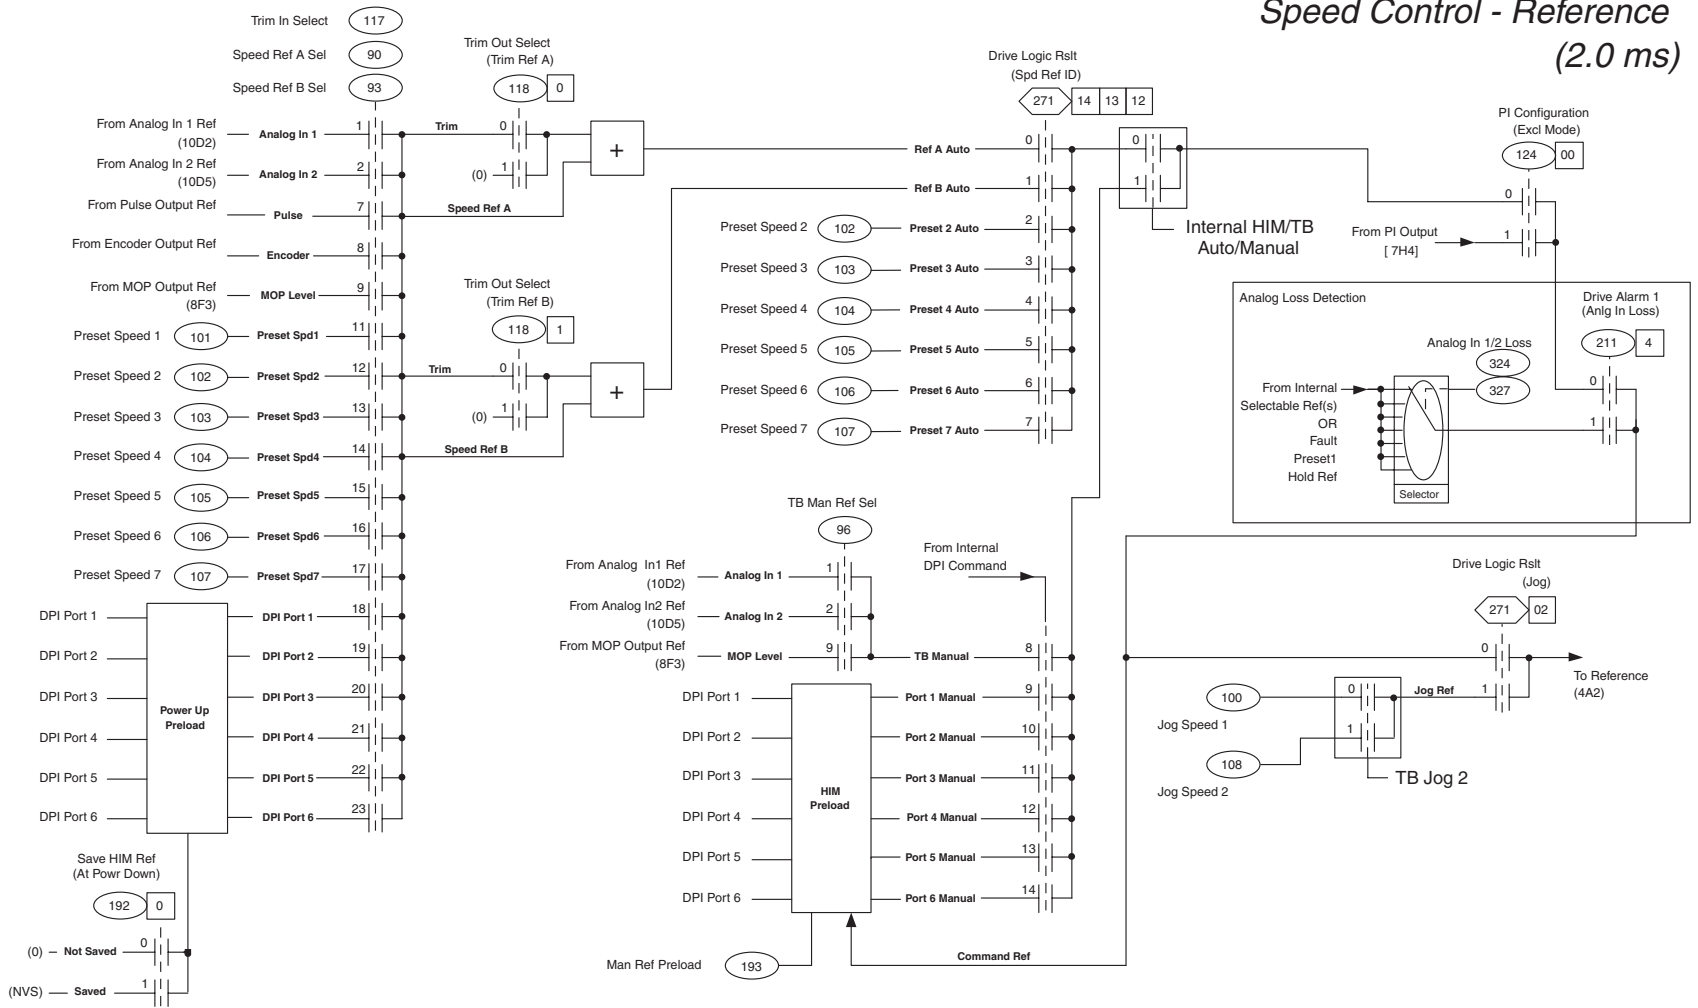 Speed Control - Reference
(2.0 ms)
Trim In Select
117
Speed Ref A Sel
90
Speed Ref B Sel
93
From Analog In 1 Ref
(10D2)
Analog In 1
1
From Analog In 2 Ref
(10D5)
Analog In 2
2
From Pulse Output Ref
Pulse
7
From Encoder Output Ref
Encoder
8
From MOP Output Ref
(8F3)
MOP Level
9
Preset Speed 1
101
Preset Spd1
11
Preset Speed 2
102
Preset Spd2
12
Preset Speed 3
103
Preset Spd3
13
Preset Speed 4
104
Preset Spd4
14
Preset Speed 5
105
Preset Spd5
15
Preset Speed 6
106
Preset Spd6
16
Preset Speed 7
107
Preset Spd7
17
DPI Port 1
DPI Port 2
DPI Port 3
DPI Port 4
DPI Port 5
DPI Port 6
Power Up
Preload
DPI Port 1
18
DPI Port 2
19
DPI Port 3
20
DPI Port 4
21
DPI Port 5
22
DPI Port 6
23
Save HIM Ref
(At Powr Down)
192
0
(0)
Not Saved
0
(NVS)
Saved
1
Trim Out Select
(Trim Ref A)
118
0
Trim
0
(0)
1
Speed Ref A
+
Trim Out Select
(Trim Ref B)
118
1
Trim
0
(0)
1
Speed Ref B
+
Drive Logic Rslt
(Spd Ref ID)
271
14
13
12
Ref A Auto
0
Ref B Auto
1
Preset Speed 2
102
Preset 2 Auto
2
Preset Speed 3
103
Preset 3 Auto
3
Preset Speed 4
104
Preset 4 Auto
4
Preset Speed 5
105
Preset 5 Auto
5
Preset Speed 6
106
Preset 6 Auto
6
Preset Speed 7
107
Preset 7 Auto
7
0
1
Internal HIM/TB
Auto/Manual
TB Man Ref Sel
96
From Analog In1 Ref
(10D2)
Analog In 1
1
From Analog In2 Ref
(10D5)
Analog In 2
2
From MOP Output Ref
(8F3)
MOP Level
9
From Internal
DPI Command
TB Manual
8
DPI Port 1
DPI Port 2
DPI Port 3
DPI Port 4
DPI Port 5
DPI Port 6
HIM
Preload
Port 1 Manual
9
Port 2 Manual
10
Port 3 Manual
11
Port 4 Manual
12
Port 5 Manual
13
Port 6 Manual
14
Man Ref Preload
193
Command Ref
PI Configuration
(Excl Mode)
124
00
0
From PI Output
[ 7H4]
1
Analog Loss Detection
Drive Alarm 1
(Anlg In Loss)
211
4
Analog In 1/2 Loss
324
327
From Internal
Selectable Ref(s)
OR
Fault
Preset1
Hold Ref
Selector
0
1
Drive Logic Rslt
(Jog)
271
02
0
To Reference
(4A2)
100
Jog Speed 1
0
Jog Ref
1
108
Jog Speed 2
1
TB Jog 2